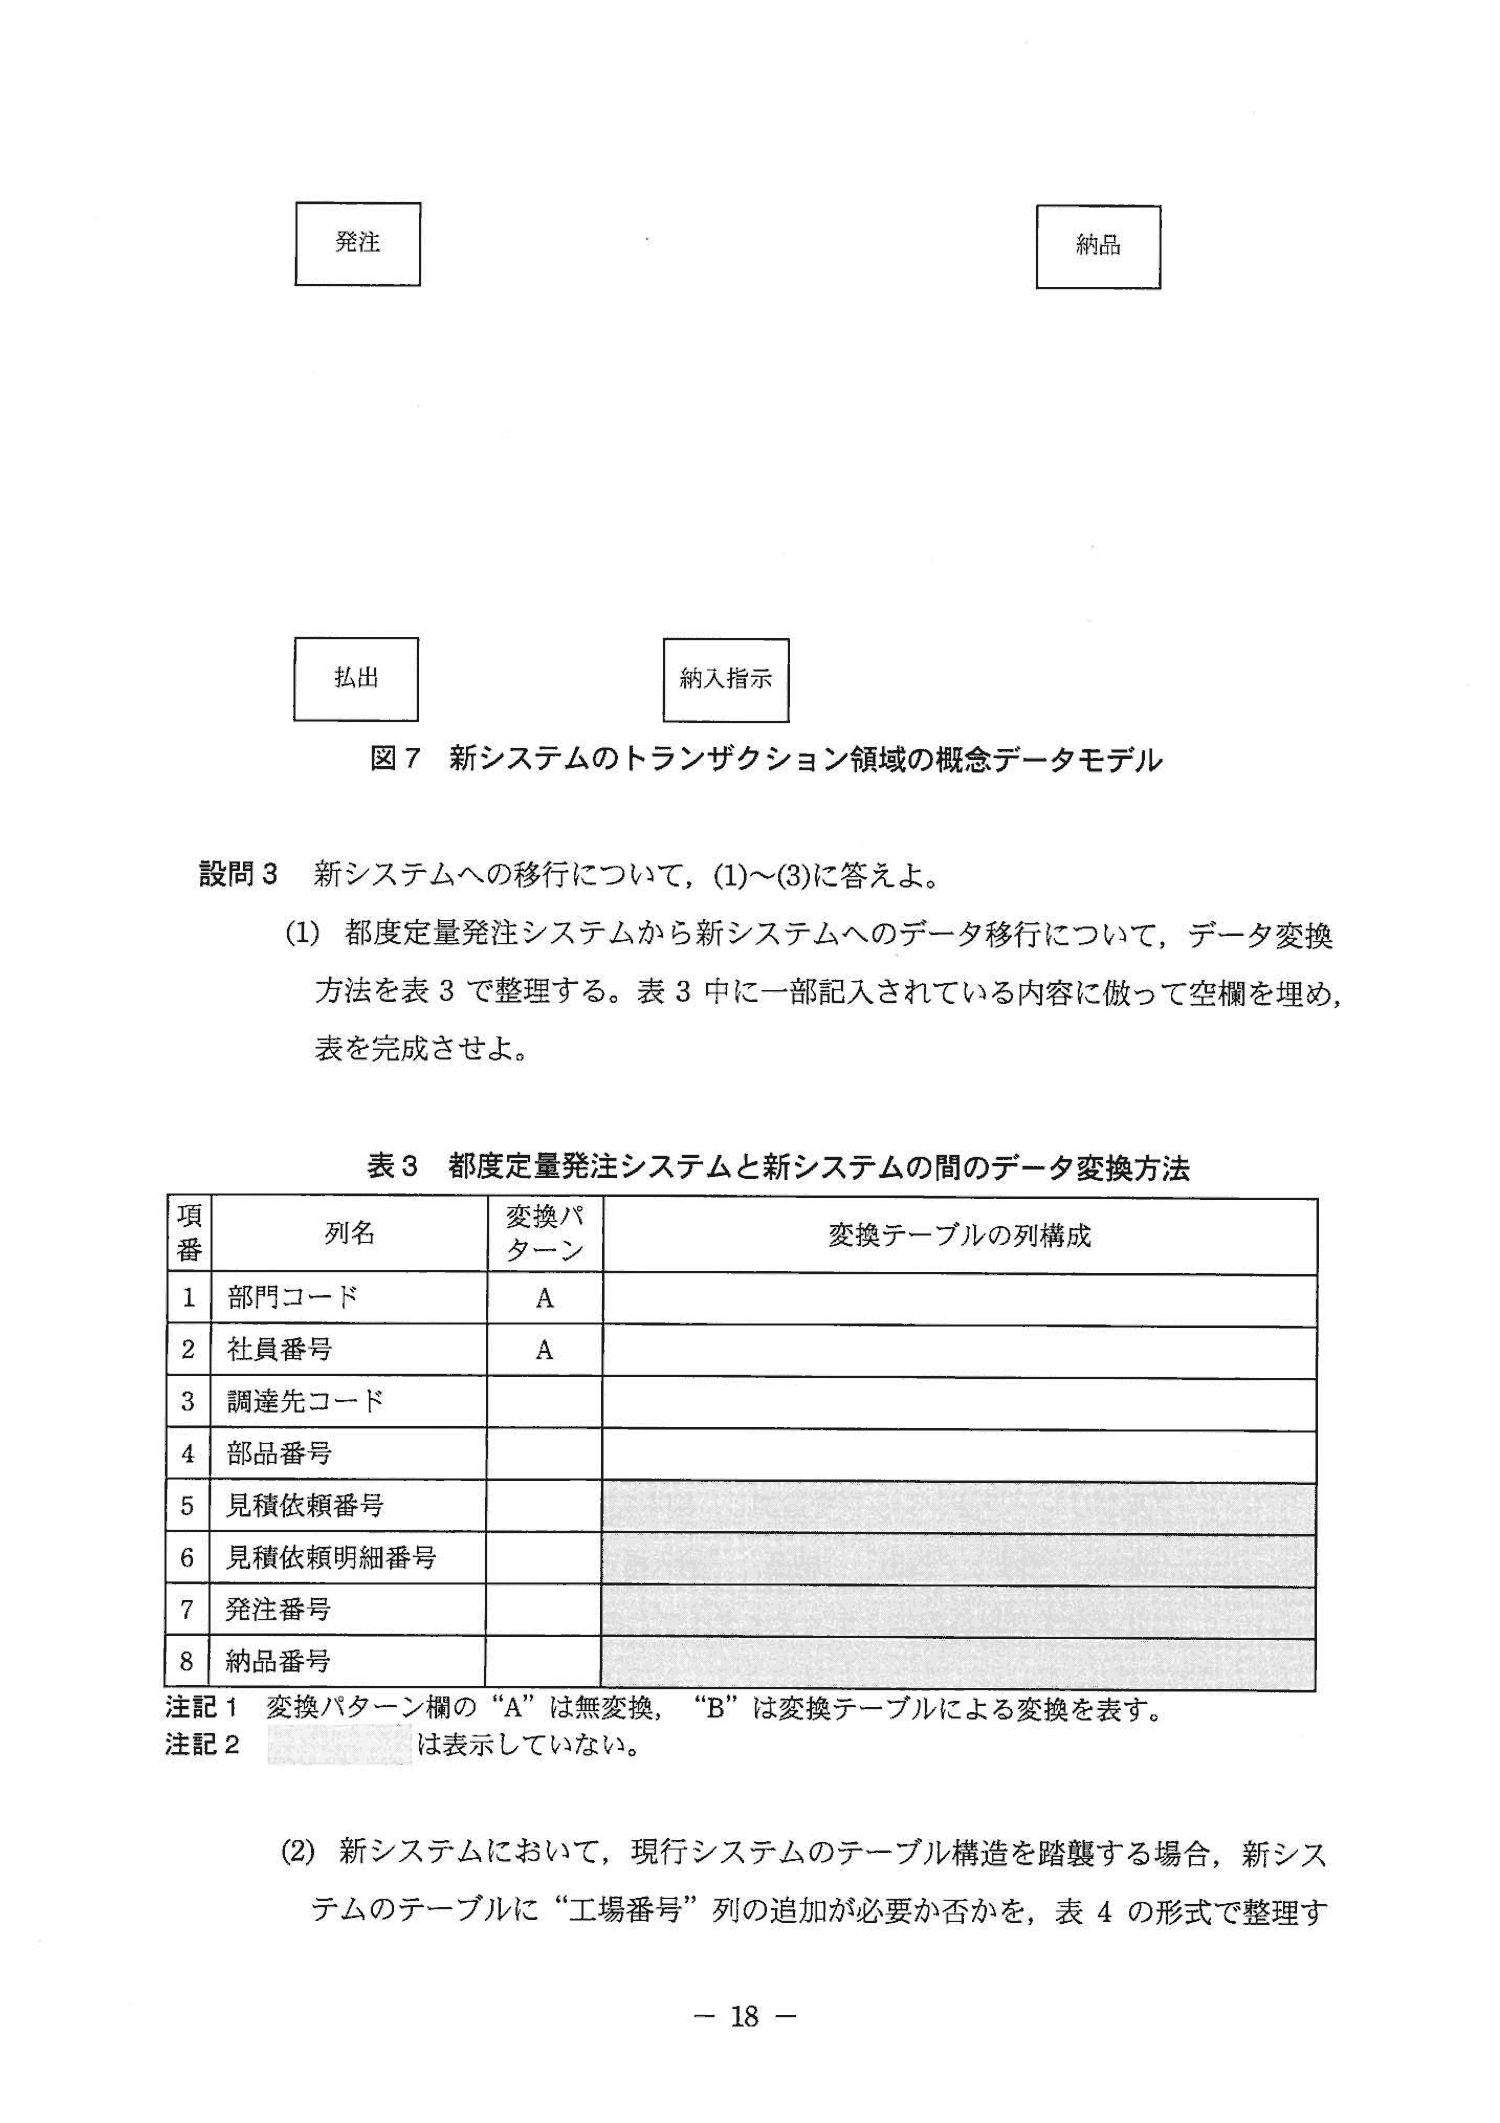 発注
納品
払出
納入指示
図7 新システムのトランザクション領域の概念データモデル
設問3 新システムへの移行について，(1)～(3)に答えよ。
(1) 都度定量発注システムから新システムへのデータ移行について，データ変換
方法を表 3 で整理する。表 3 中に一部記入されている内容に倣って空欄を埋め，
表を完成させよ。
表3 都度定量発注システムと新システムの間のデータ変換方法
項番 列名 変換パターン 変換テーブルの列構成
1 部門コード A
2 社員番号 A
3 調達先コード
4 部品番号
5 見積依頼番号
6 見積依頼明細番号
7 発注番号
8 納品番号
注記1 変換パターン欄の“A”は無変換，“B”は変換テーブルによる変換を表す。
注記2 は表示していない。
(2) 新システムにおいて，現行システムのテーブル構造を踏襲する場合，新シス
テムのテーブルに“工場番号”列の追加が必要か否かを，表 4 の形式で整理す
－ 18 －